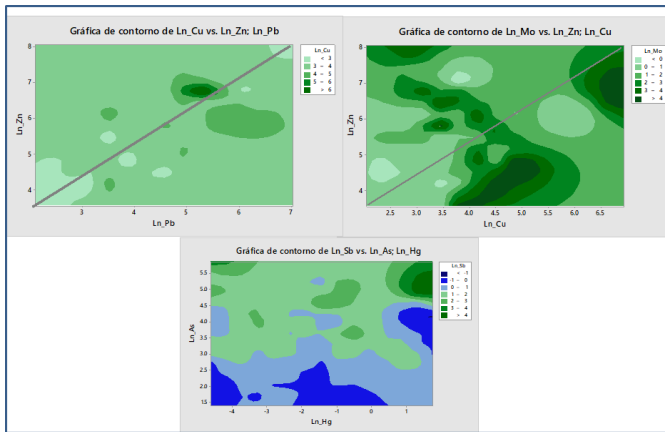 Gráfica de contorno de Ln_Cu vs. Ln_Zn; Ln_Pb
Ln_Cu
< 3
3 – 4
4 – 5
5 – 6
> 6
8
7
6
5
4
Ln_Zn
3
4
5
6
7
Ln_Pb
Gráfica de contorno de Ln_Mo vs. Ln_Zn; Ln_Cu
Ln_Mo
< 0
0 – 1
1 – 2
2 – 3
3 – 4
> 4
8
7
6
5
4
Ln_Zn
2.5
3.0
3.5
4.0
4.5
5.0
5.5
6.0
6.5
Ln_Cu
Gráfica de contorno de Ln_Sb vs. Ln_As; Ln_Hg
Ln_Sb
< -1
-1 – 0
0 – 1
1 – 2
2 – 3
3 – 4
> 4
5.5
5.0
4.5
4.0
3.5
3.0
2.5
2.0
1.5
Ln_As
-4
-3
-2
-1
0
1
Ln_Hg